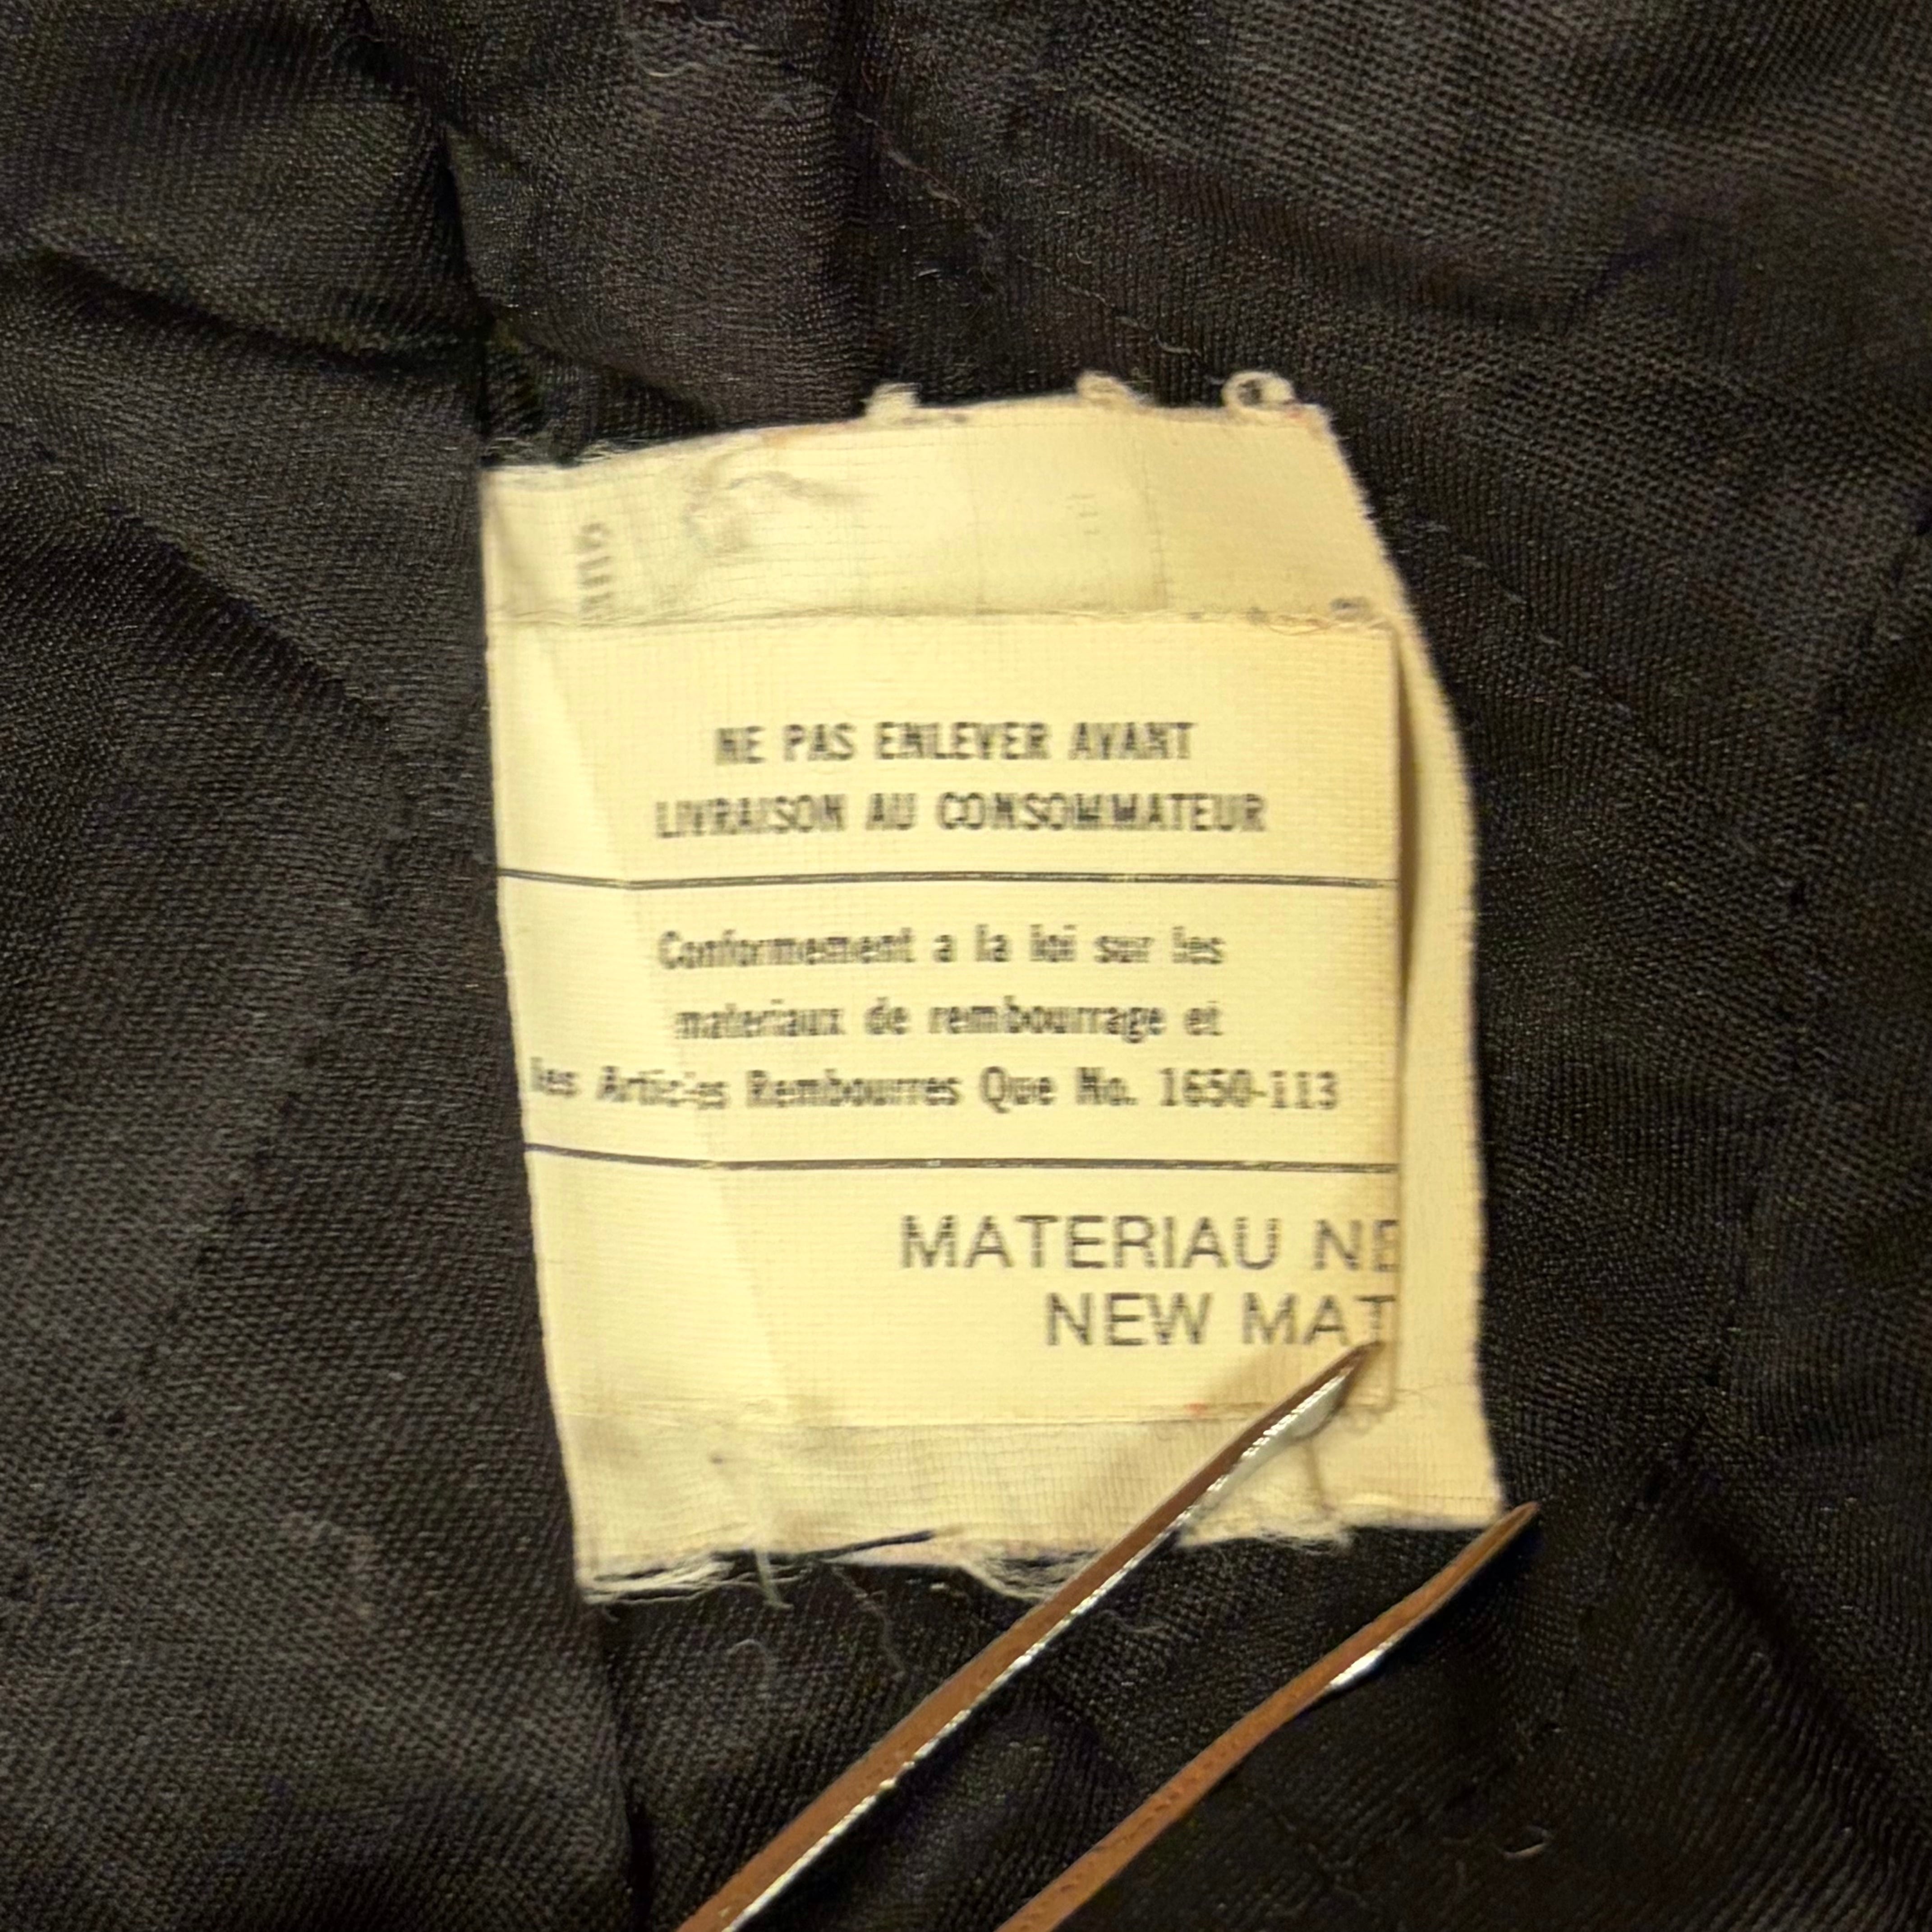 NE PAS ENLEVER AVANT
LIVRAISON AU CONSOMMATEUR
Conformement a la loi sur les
materiaux de rembourrage et
les Articles Rembourres Que No. 1650-113
MATERIAU NE
NEW MAT